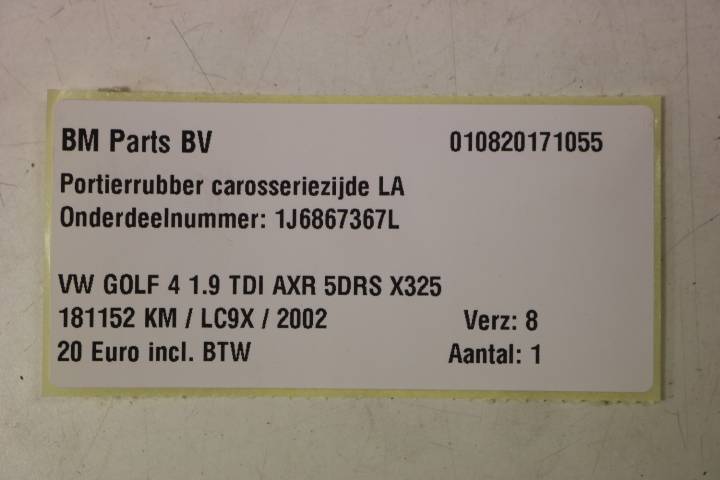 BM Parts BV 010820171055
Portierrubber carosseriezijde LA
Onderdeelnummer: 1J6867367L
VW GOLF 4 1.9 TDI AXR 5DRS X325
181152 KM / LC9X / 2002 Verz: 8
20 Euro incl. BTW Aantal: 1